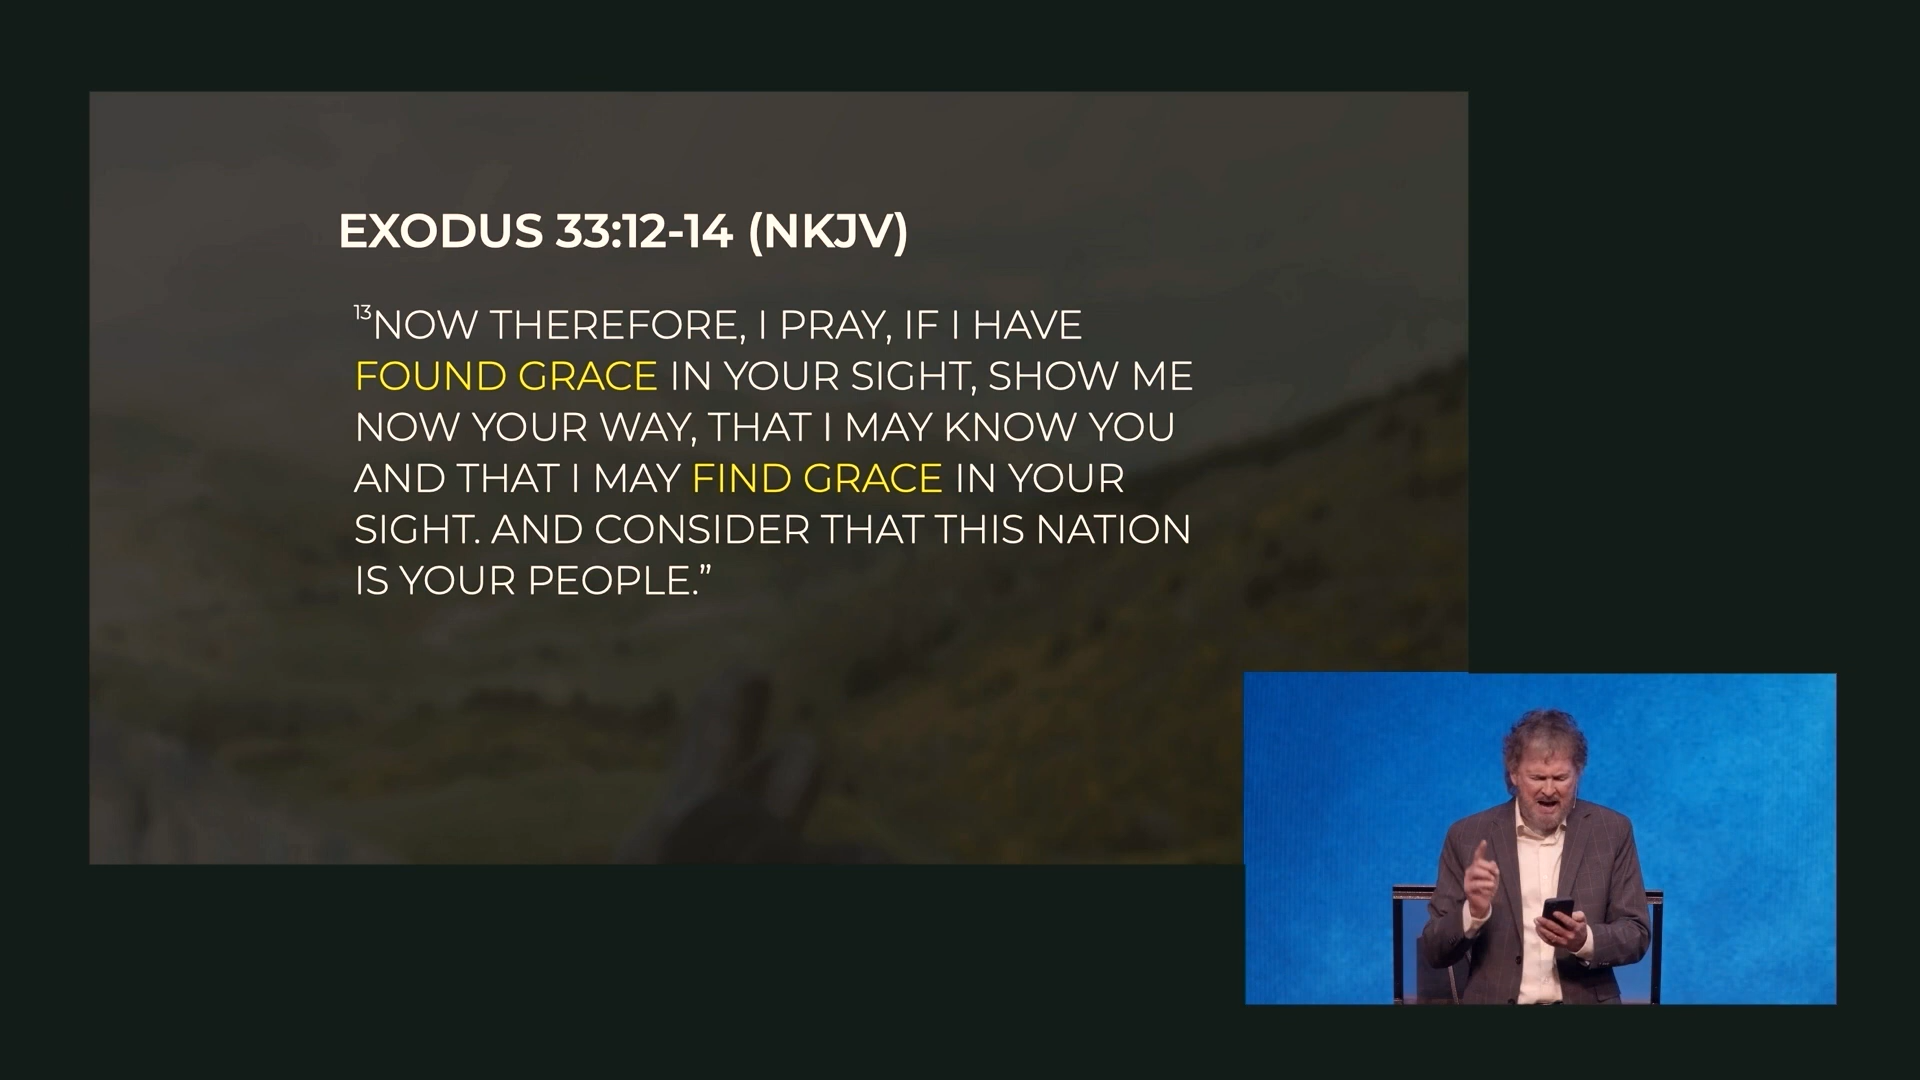 EXODUS 33:12-14 (NKJV)
13NOW THEREFORE, I PRAY, IF I HAVE
FOUND GRACE IN YOUR SIGHT, SHOW ME
NOW YOUR WAY, THAT I MAY KNOW YOU
AND THAT I MAY FIND GRACE IN YOUR
SIGHT. AND CONSIDER THAT THIS NATION
IS YOUR PEOPLE.”